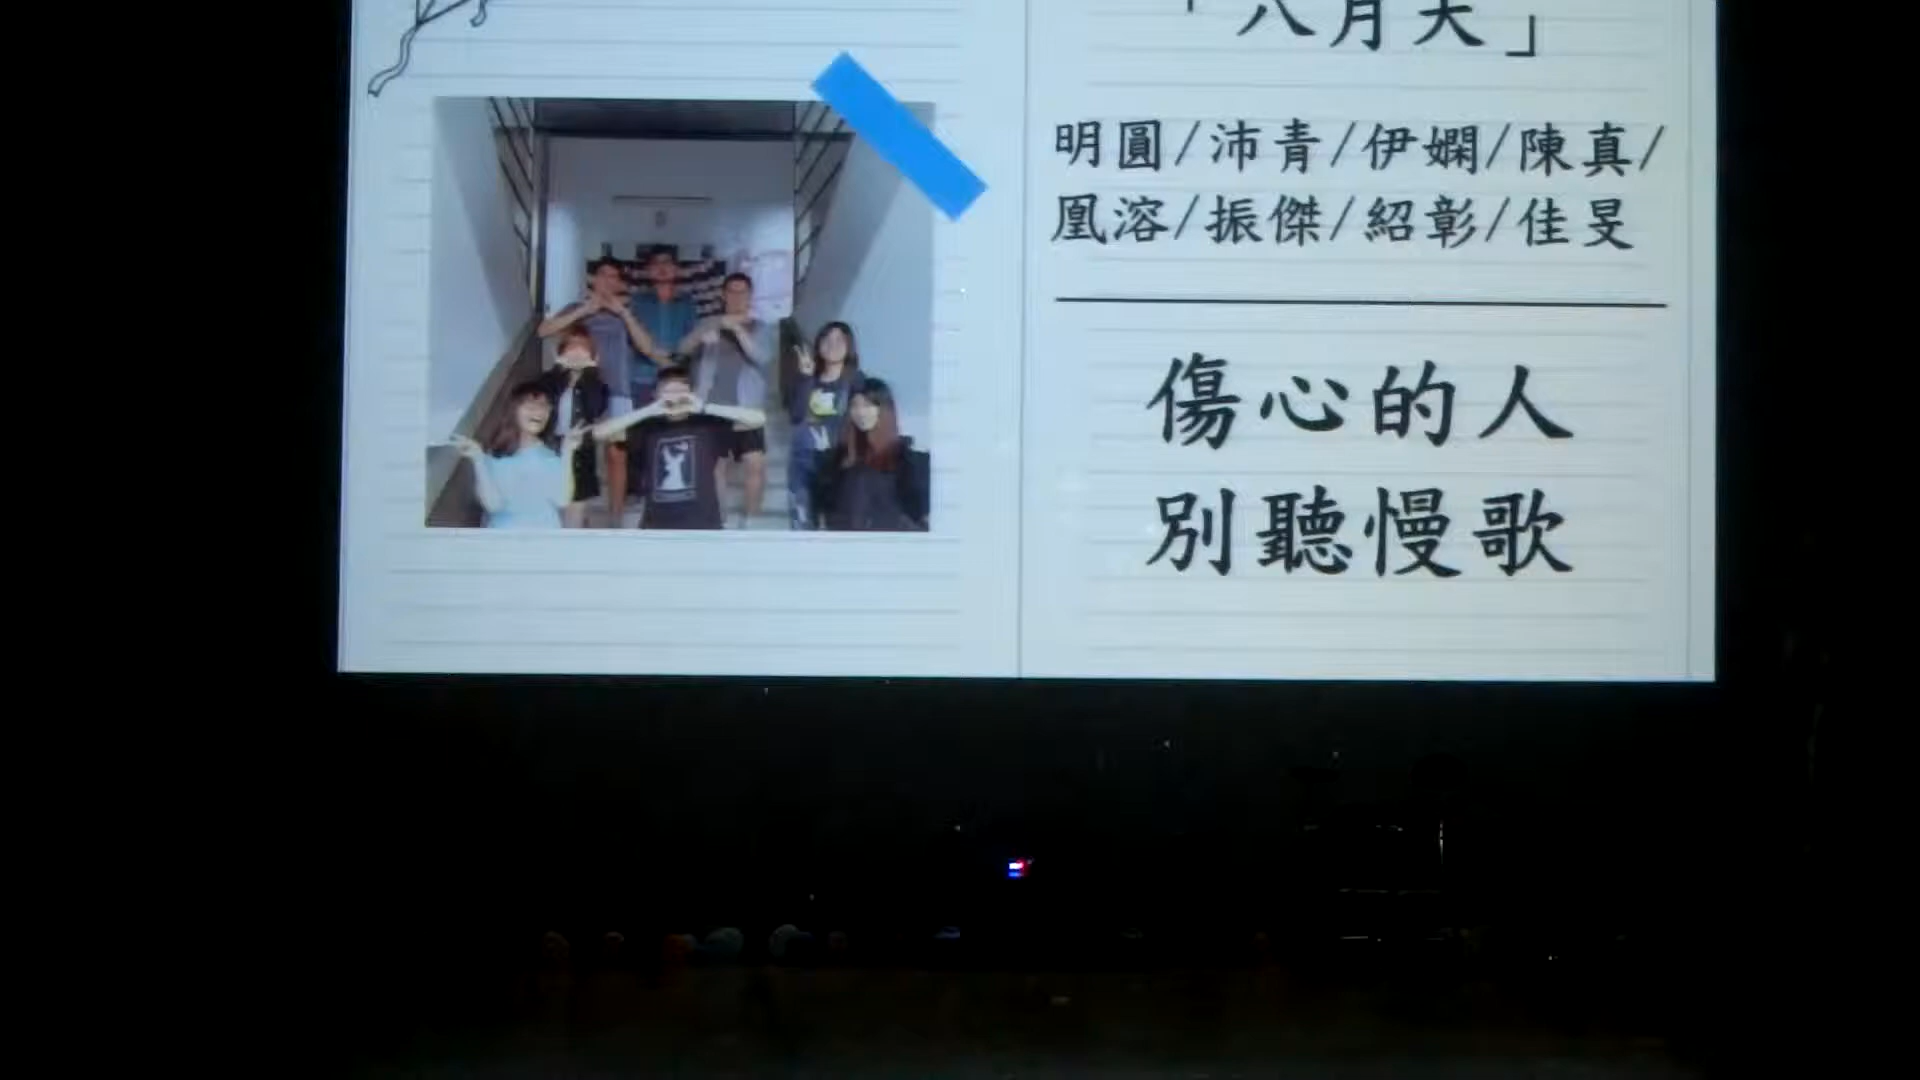 「八月天」
明圓/沛青/伊嫻/陳真/
凰溶/振傑/紹彰/佳旻
傷心的人
別聽慢歌